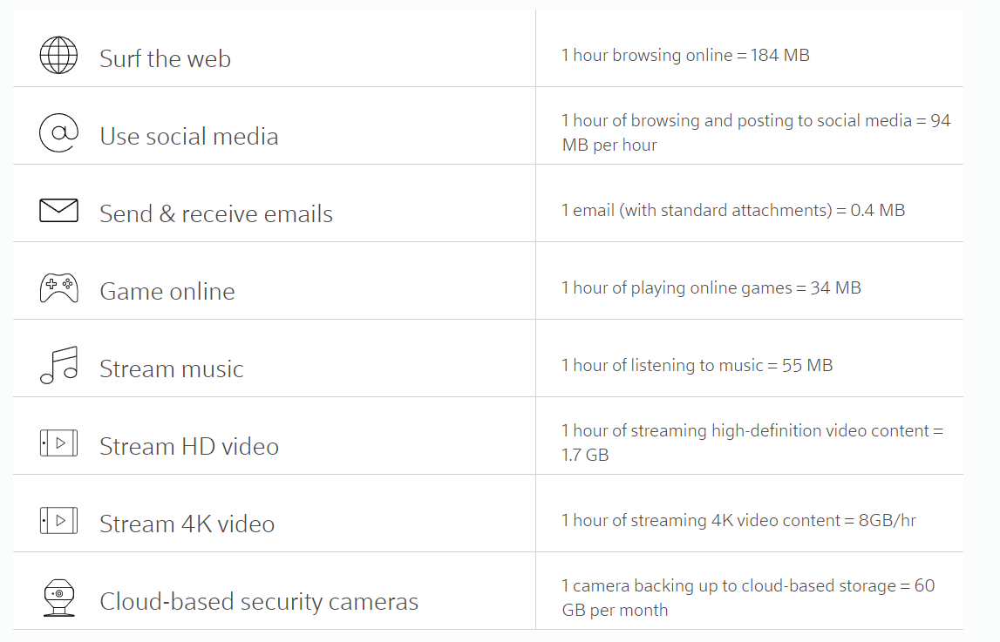 Surf the web
1 hour browsing online = 184 MB
Use social media
1 hour of browsing and posting to social media = 94
MB per hour
Send & receive emails
1 email (with standard attachments) = 0.4 MB
Game online
1 hour of playing online games = 34 MB
Stream music
1 hour of listening to music = 55 MB
Stream HD video
1 hour of streaming high-definition video content =
1.7 GB
Stream 4K video
1 hour of streaming 4K video content = 8GB/hr
Cloud-based security cameras
1 camera backing up to cloud-based storage = 60
GB per month